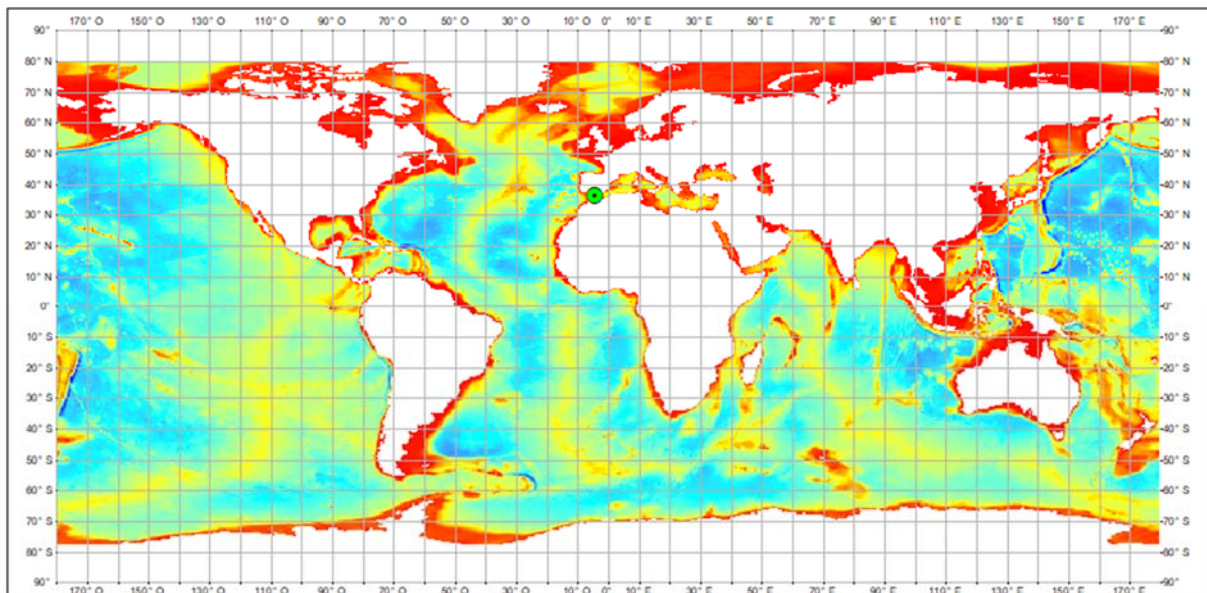 170° O 150° O 130° O 110° O 90° O 70° O 50° O 30° O 10° O 0° 10° E 30° E 50° E 70° E 90° E 110° E 130° E 150° E 170° E
90° 90°
80° N 80° N
70° N 70° N
60° N 60° N
50° N 50° N
40° N 40° N
30° N 30° N
20° N 20° N
10° N 10° N
0° 0°
10° S 10° S
20° S 20° S
30° S 30° S
40° S 40° S
50° S 50° S
60° S 60° S
70° S 70° S
80° S 80° S
90° 90°
170° O 150° O 130° O 110° O 90° O 70° O 50° O 30° O 10° O 0° 10° E 30° E 50° E 70° E 90° E 110° E 130° E 150° E 170° E